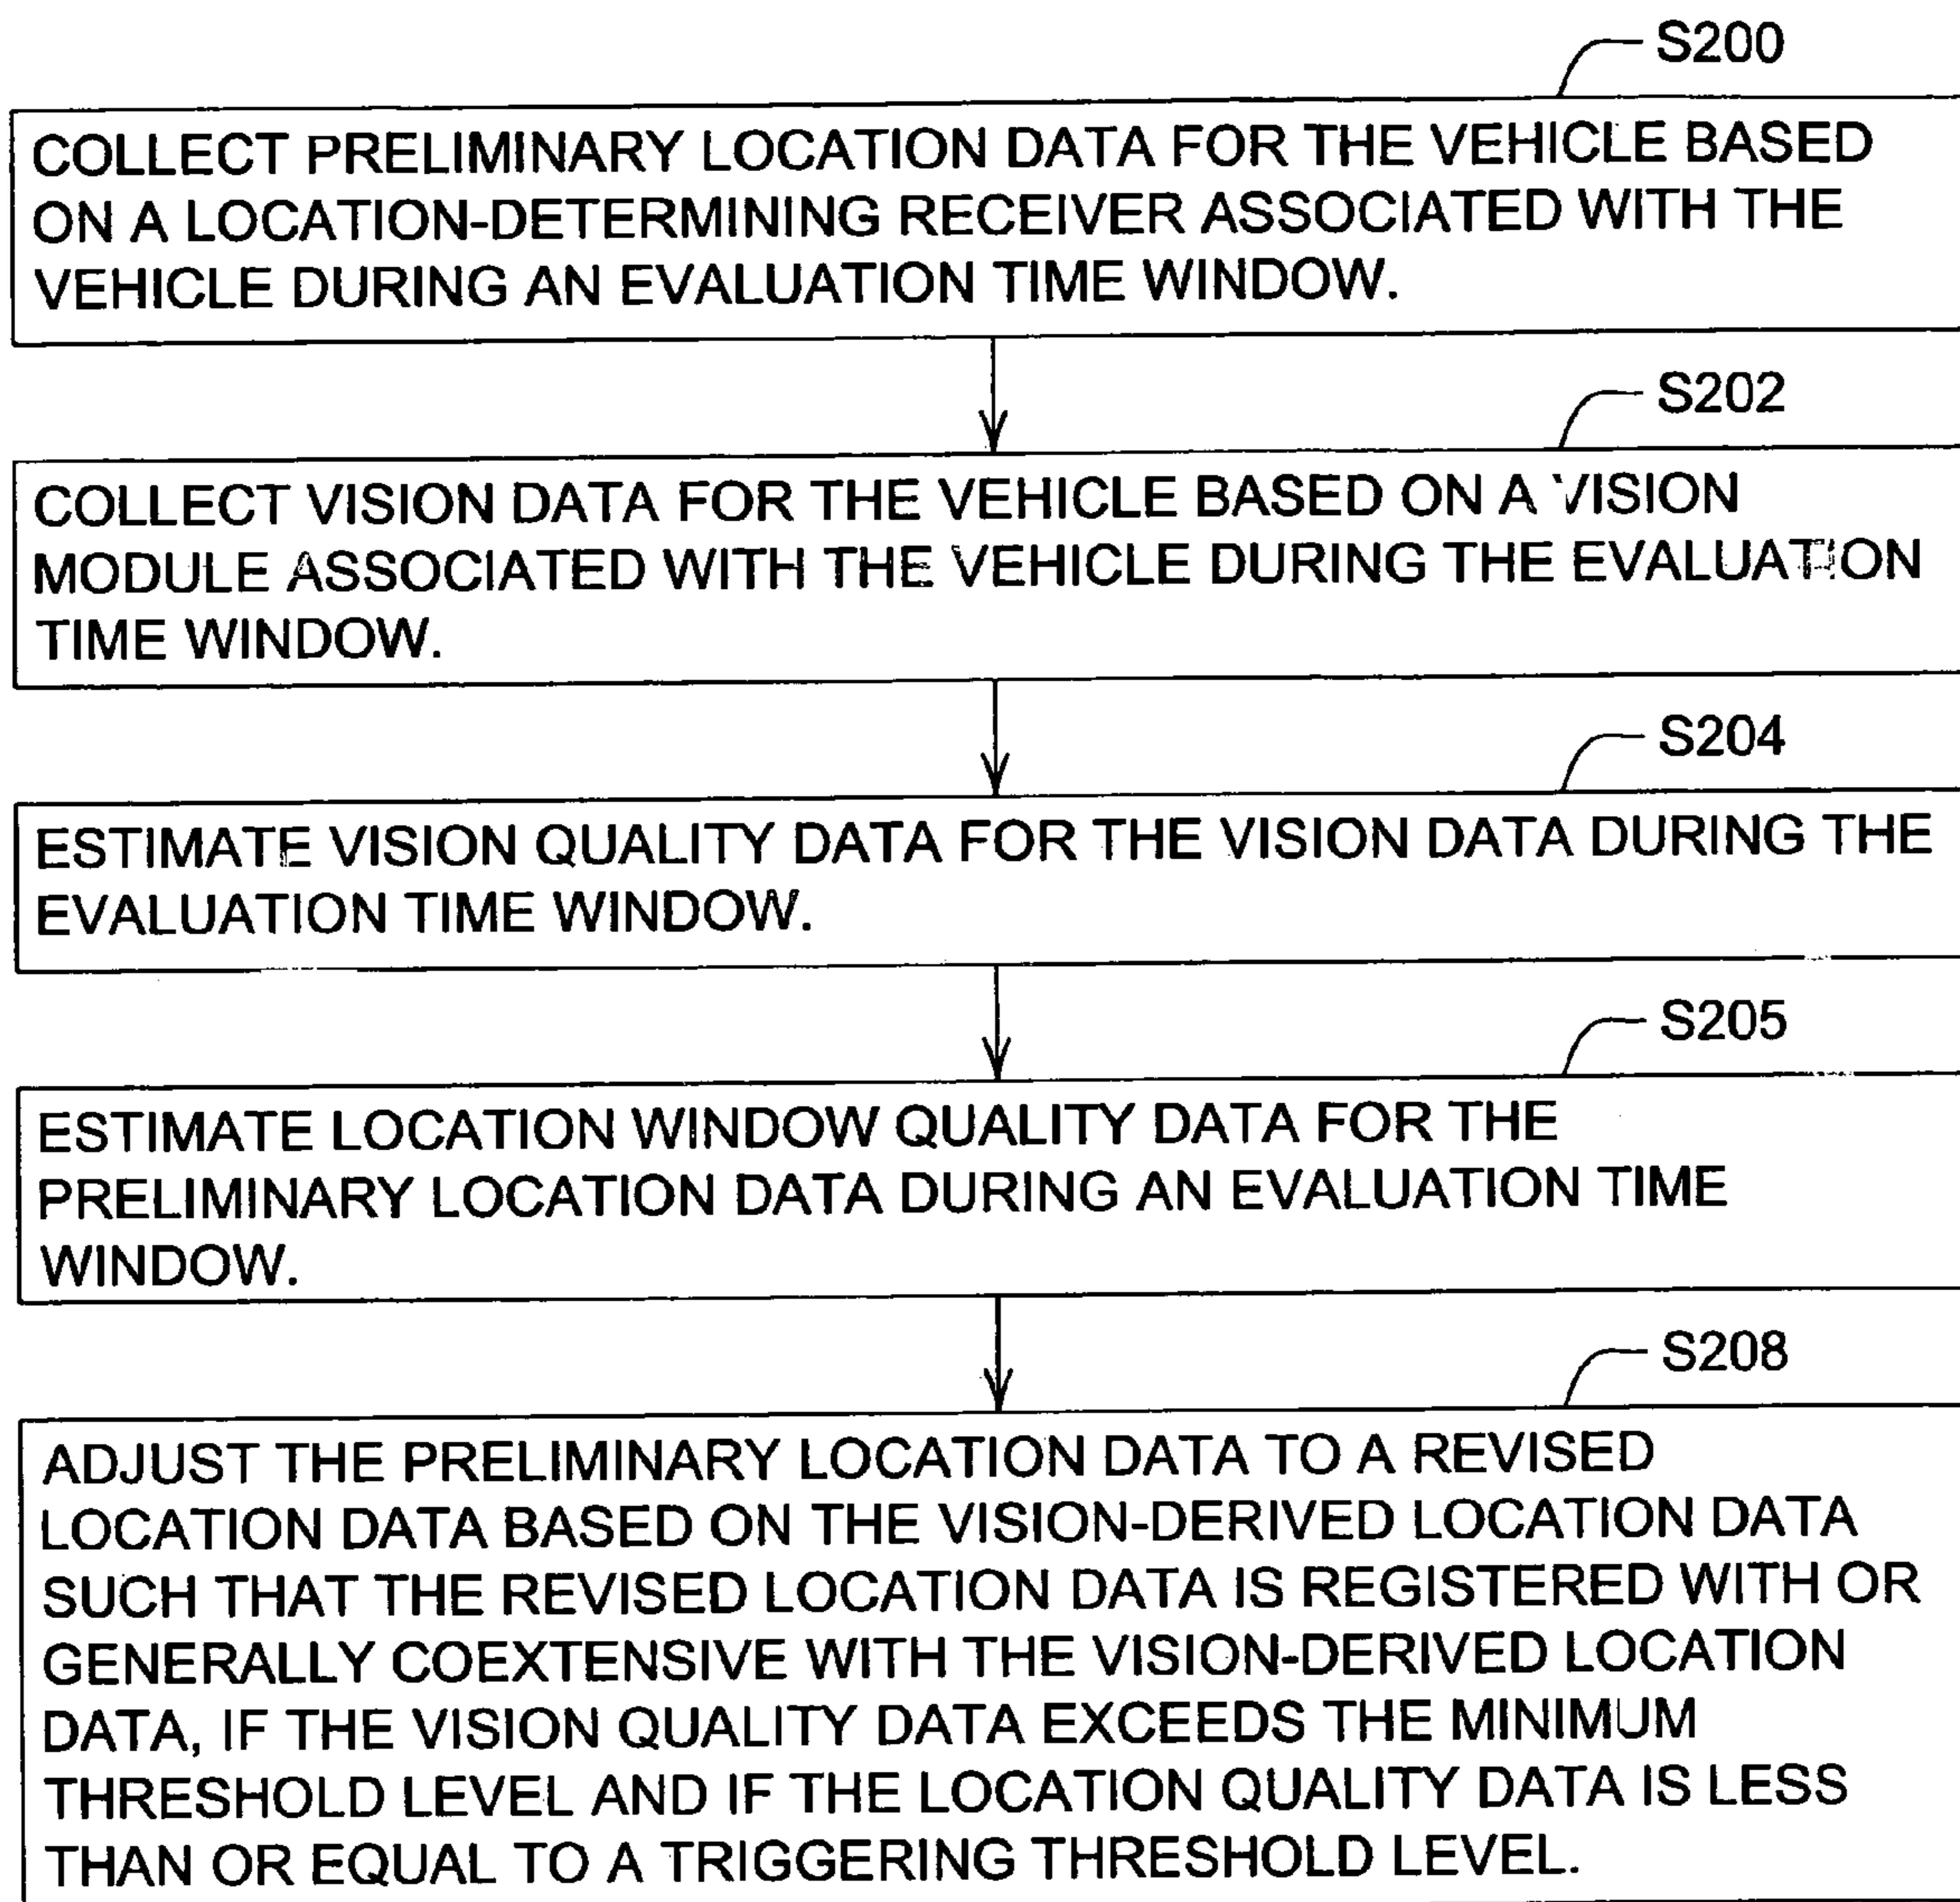 S200
COLLECT PRELIMINARY LOCATION DATA FOR THE VEHICLE BASED
ON A LOCATION-DETERMINING RECEIVER ASSOCIATED WITH THE
VEHICLE DURING AN EVALUATION TIME WINDOW.
S202
COLLECT VISION DATA FOR THE VEHICLE BASED ON A VISION
MODULE ASSOCIATED WITH THE VEHICLE DURING THE EVALUATION
TIME WINDOW.
S204
ESTIMATE VISION QUALITY DATA FOR THE VISION DATA DURING THE
EVALUATION TIME WINDOW.
S205
ESTIMATE LOCATION WINDOW QUALITY DATA FOR THE
PRELIMINARY LOCATION DATA DURING AN EVALUATION TIME
WINDOW.
S208
ADJUST THE PRELIMINARY LOCATION DATA TO A REVISED
LOCATION DATA BASED ON THE VISION-DERIVED LOCATION DATA
SUCH THAT THE REVISED LOCATION DATA IS REGISTERED WITH OR
GENERALLY COEXTENSIVE WITH THE VISION-DERIVED LOCATION
DATA, IF THE VISION QUALITY DATA EXCEEDS THE MINIMUM
THRESHOLD LEVEL AND IF THE LOCATION QUALITY DATA IS LESS
THAN OR EQUAL TO A TRIGGERING THRESHOLD LEVEL.